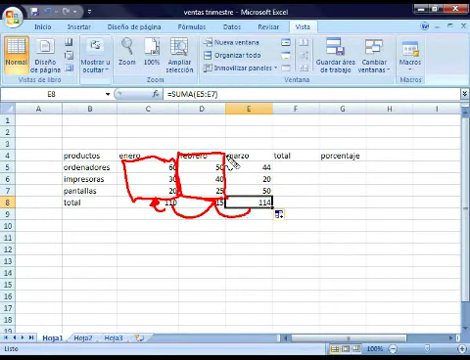 ventas trimestre - Microsoft Excel
Inicio Insertar Diseño de página Fórmulas Datos Revisar Vista
Normal
Diseño de página
Mostrar u ocultar
Zoom
100%
Ampliar selección
Nueva ventana
Organizar todo
Inmovilizar paneles
Guardar área de trabajo
Cambiar ventanas
Macros
Vistas de libro Zoom Ventana Macros
E8 fx =SUMA(E5:E7)
A B C D E F G H I
1
2
3
4 productos enero febrero marzo total porcentaje
5 ordenadores 60 50 44
6 impresoras 30 40 20
7 pantallas 20 25 50
8 total 110 115 114
9
10
11
12
13
14
15
16
17
18
19
Hoja1 Hoja2 Hoja3
Listo 100%